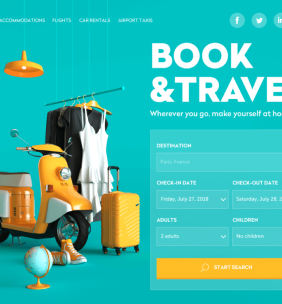 ACCOMMODATIONS FLIGHTS CAR RENTALS AIRPORT TAXIS
BOOK
&TRAVE
Wherever you go, make yourself at ho
DESTINATION
Paris, France
CHECK-IN DATE CHECK-OUT DATE
Friday, July 27, 2018 Saturday, July 28, 2
ADULTS CHILDREN
2 adults No children
START SEARCH